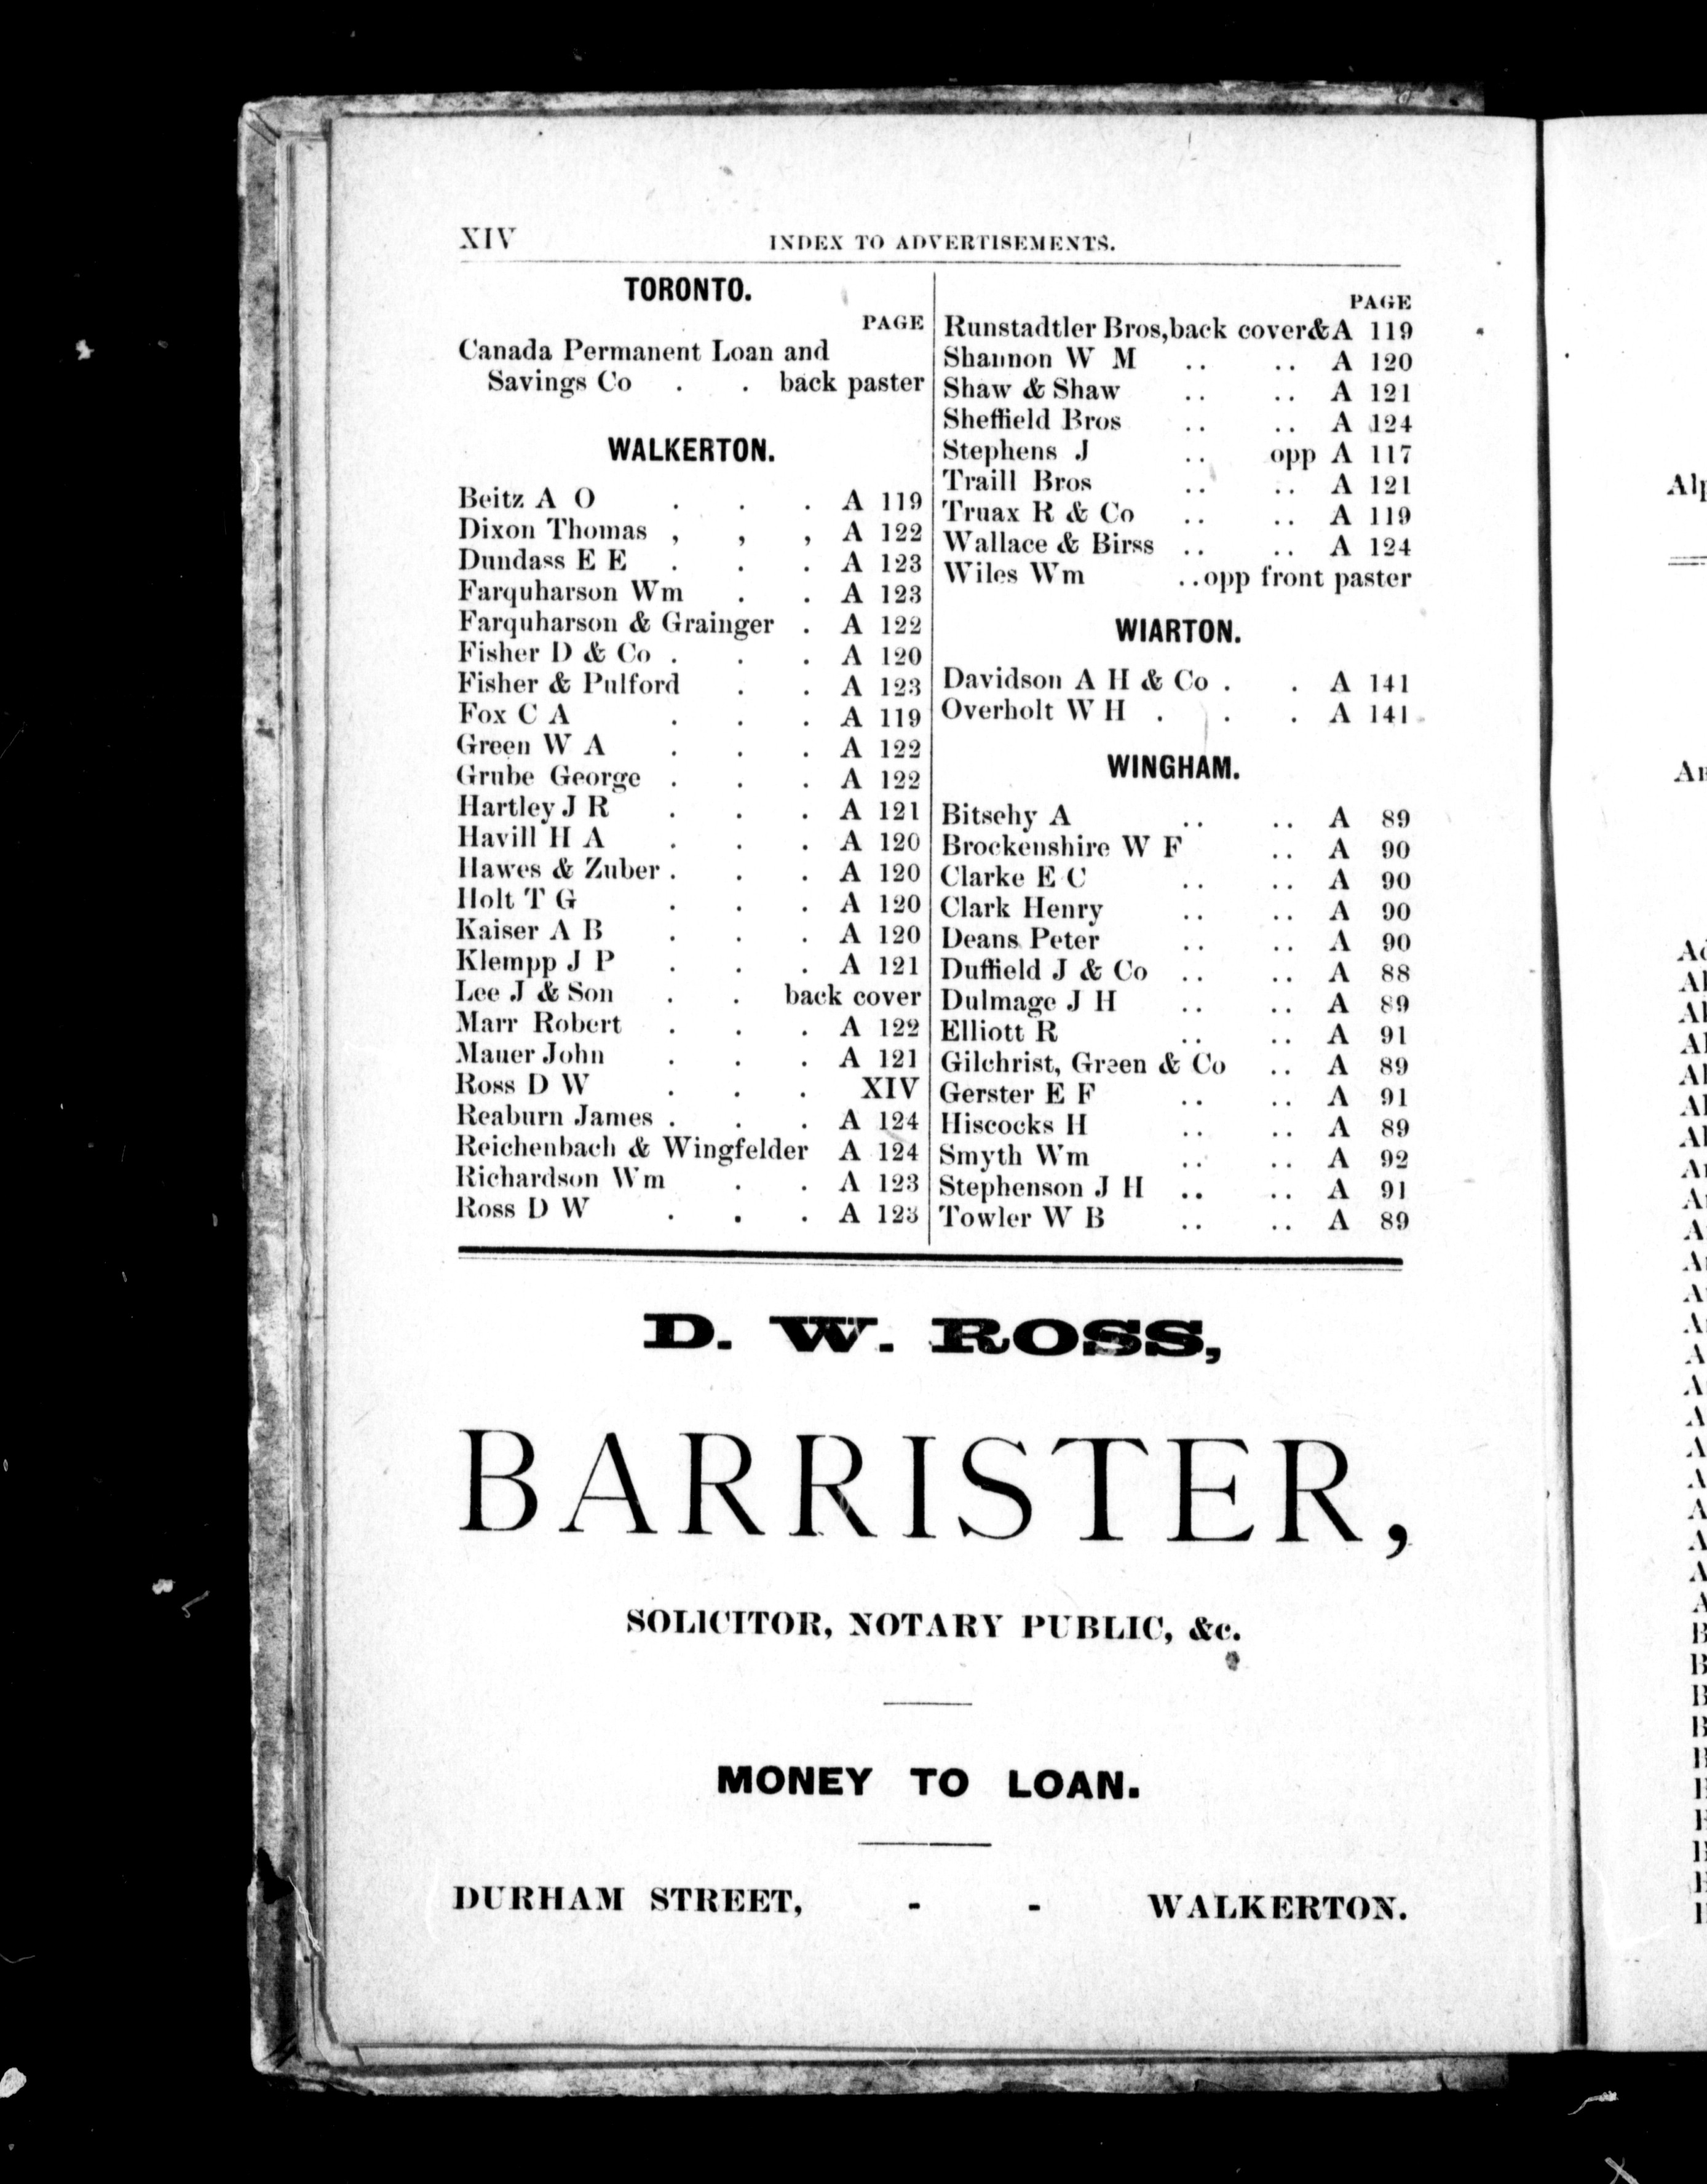 XIV INDEX TO ADVERTISEMENTS.
TORONTO.
PAGE
Canada Permanent Loan and
Savings Co . . back paster
WALKERTON.
Beitz A O . . . A 119
Dixon Thomas , , , A 122
Dundass E E . . . A 123
Farquharson Wm . . A 123
Farquharson & Grainger . A 122
Fisher D & Co . . . A 120
Fisher & Pulford . . A 123
Fox C A . . . A 119
Green W A . . . A 122
Grube George . . . A 122
Hartley J R . . . A 121
Havill H A . . . A 120
Hawes & Zuber . . . A 120
Holt T G . . . A 120
Kaiser A B . . . A 120
Klempp J P . . . A 121
Lee J & Son . . back cover
Marr Robert . . . A 122
Mauer John . . . A 121
Ross D W . . . XIV
Reaburn James . . . A 124
Reichenbach & Wingfelder A 124
Richardson Wm . . A 123
Ross D W . . . A 123
PAGE
Runstadtler Bros,back cover&A 119
Shannon W M .. .. A 120
Shaw & Shaw .. .. A 121
Sheffield Bros .. .. A 124
Stephens J .. opp A 117
Traill Bros .. .. A 121
Truax R & Co .. .. A 119
Wallace & Birss .. .. A 124
Wiles Wm ..opp front paster
WIARTON.
Davidson A H & Co . . A 141
Overholt W H . . . A 141
WINGHAM.
Bitschy A .. .. A 89
Brockenshire W F .. A 90
Clarke E C .. .. A 90
Clark Henry .. .. A 90
Deans Peter .. .. A 90
Duffield J & Co .. .. A 88
Dulmage J H .. .. A 89
Elliott R .. .. A 91
Gilchrist, Green & Co .. A 89
Gerster E F .. .. A 91
Hiscocks H .. .. A 89
Smyth Wm .. .. A 92
Stephenson J H .. .. A 91
Towler W B .. .. A 89
D. W. ROSS,
BARRISTER,
SOLICITOR, NOTARY PUBLIC, &c.
MONEY TO LOAN.
DURHAM STREET, - - WALKERTON.